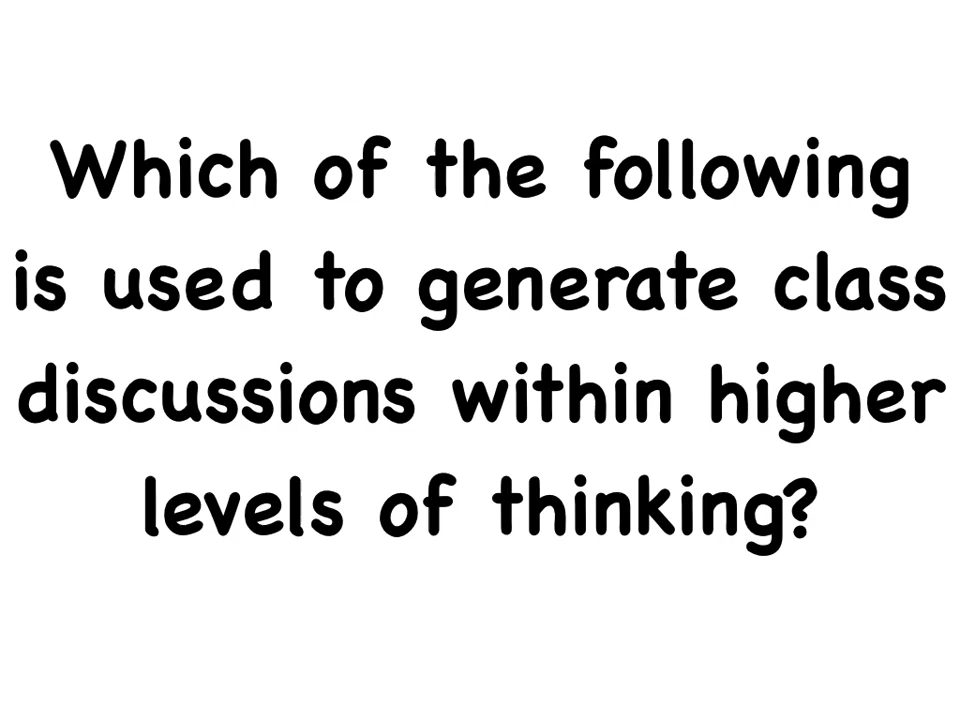 Which of the following
is used to generate class
discussions within higher
levels of thinking?